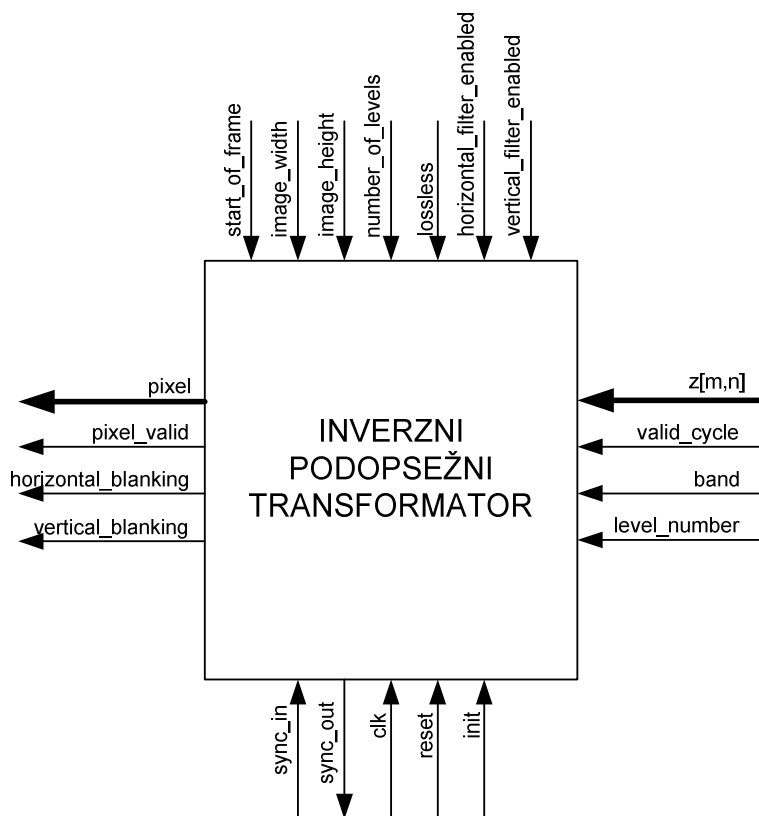 start_of_frame
image_width
image_height
number_of_levels
lossless
horizontal_filter_enabled
vertical_filter_enabled
pixel
pixel_valid
horizontal_blanking
vertical_blanking
INVERZNI
PODOPSEŽNI
TRANSFORMATOR
z[m,n]
valid_cycle
band
level_number
sync_in
sync_out
clk
reset
init